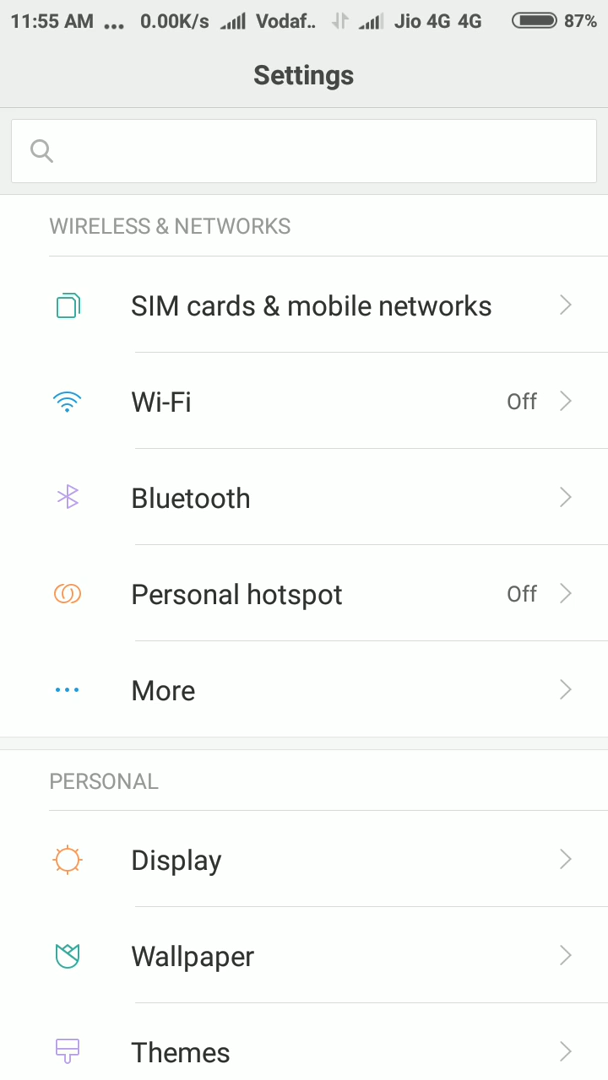 11:55 AM ... 0.00K/s Vodaf.. Jio 4G 4G 87%
Settings
WIRELESS & NETWORKS
SIM cards & mobile networks
Wi-Fi Off
Bluetooth
Personal hotspot Off
More
PERSONAL
Display
Wallpaper
Themes